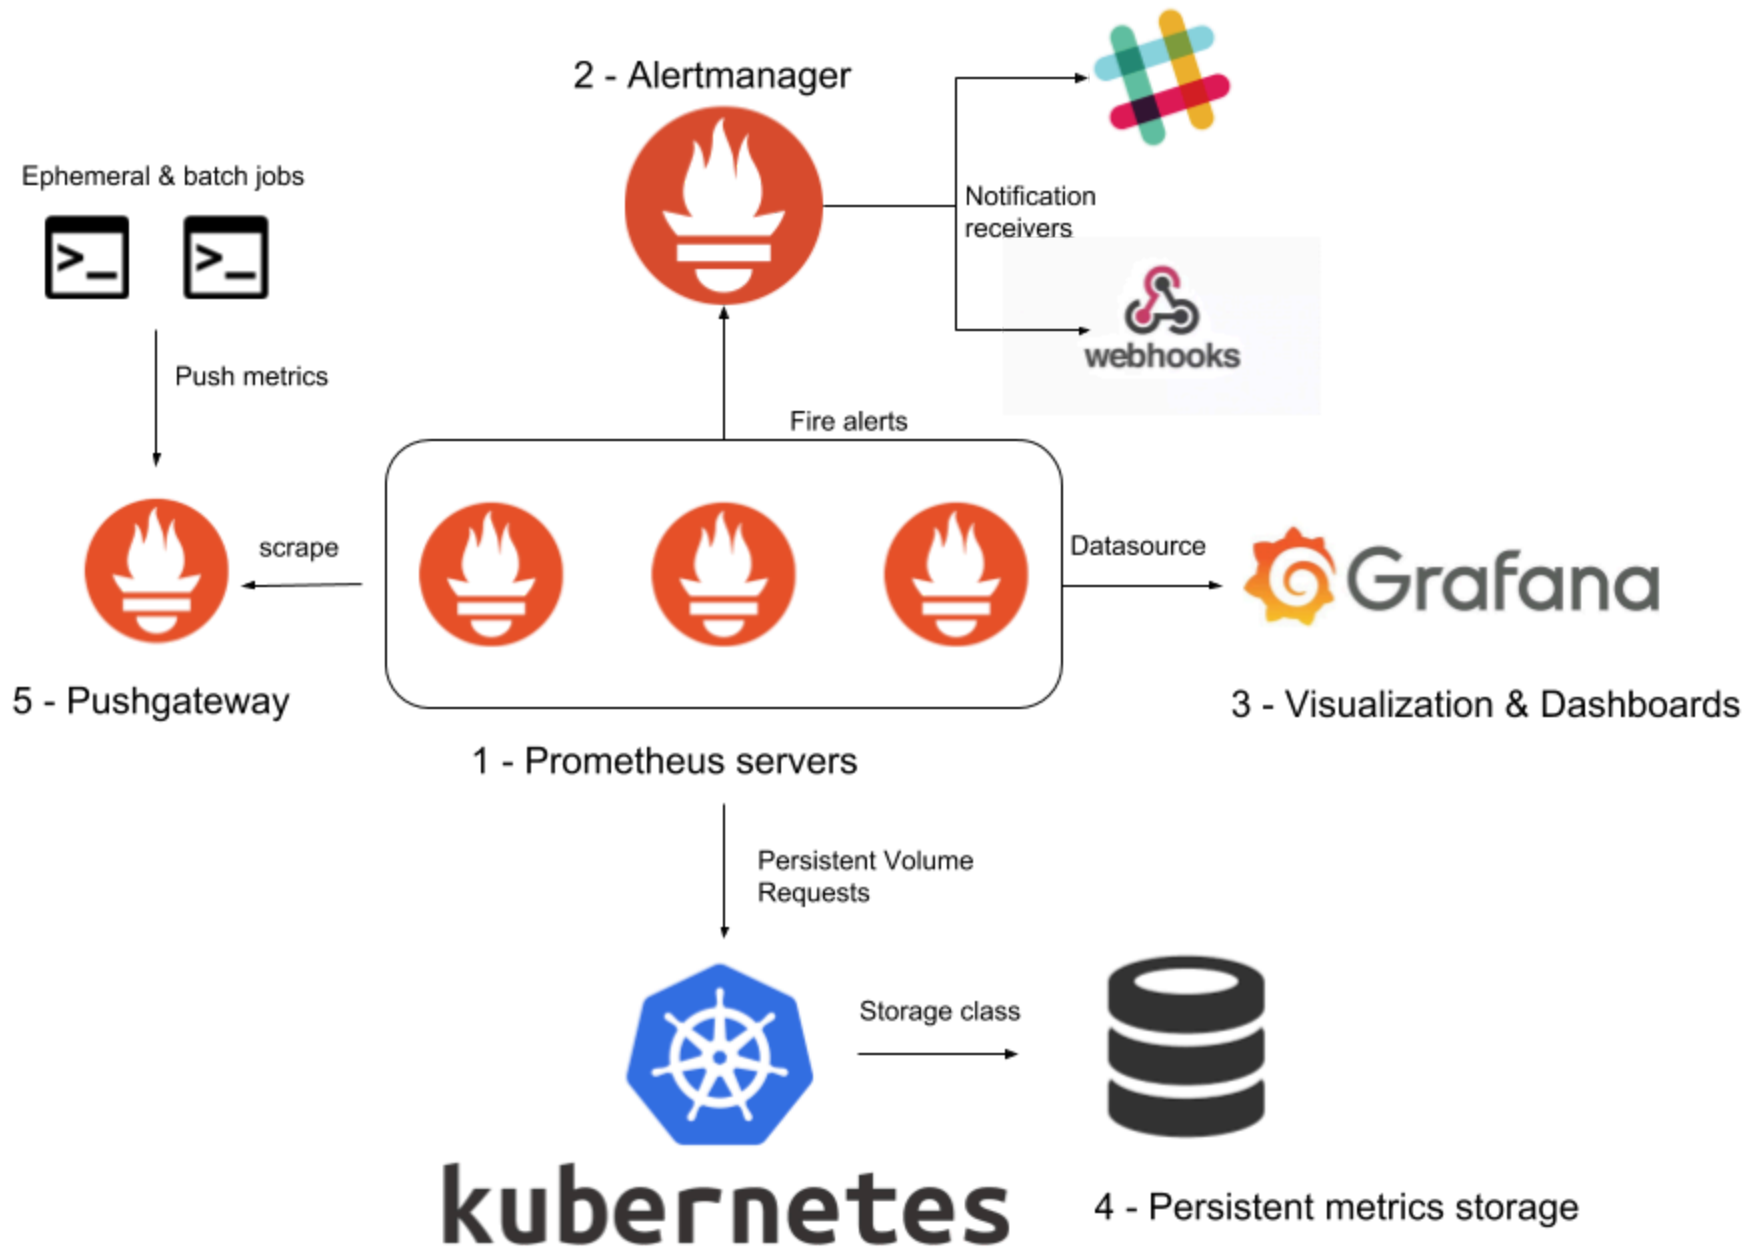 2 - Alertmanager
Ephemeral & batch jobs
>_
>_
Notification
receivers
webhooks
Push metrics
Fire alerts
scrape
Datasource
Grafana
5 - Pushgateway
3 - Visualization & Dashboards
1 - Prometheus servers
Persistent Volume
Requests
Storage class
kubernetes
4 - Persistent metrics storage